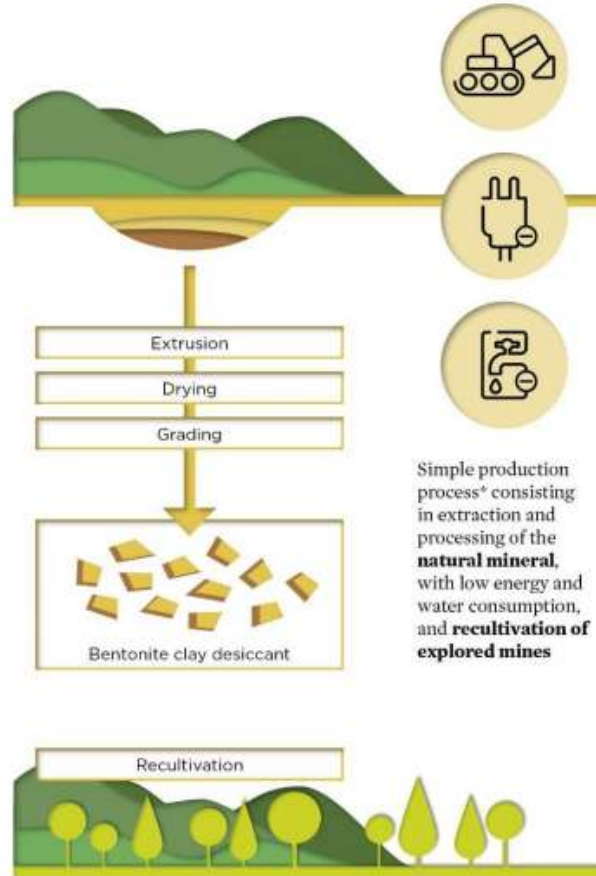 Extrusion
Drying
Grading
Bentonite clay desiccant
Simple production
process* consisting
in extraction and
processing of the
natural mineral,
with low energy and
water consumption,
and recultivation of
explored mines
Recultivation